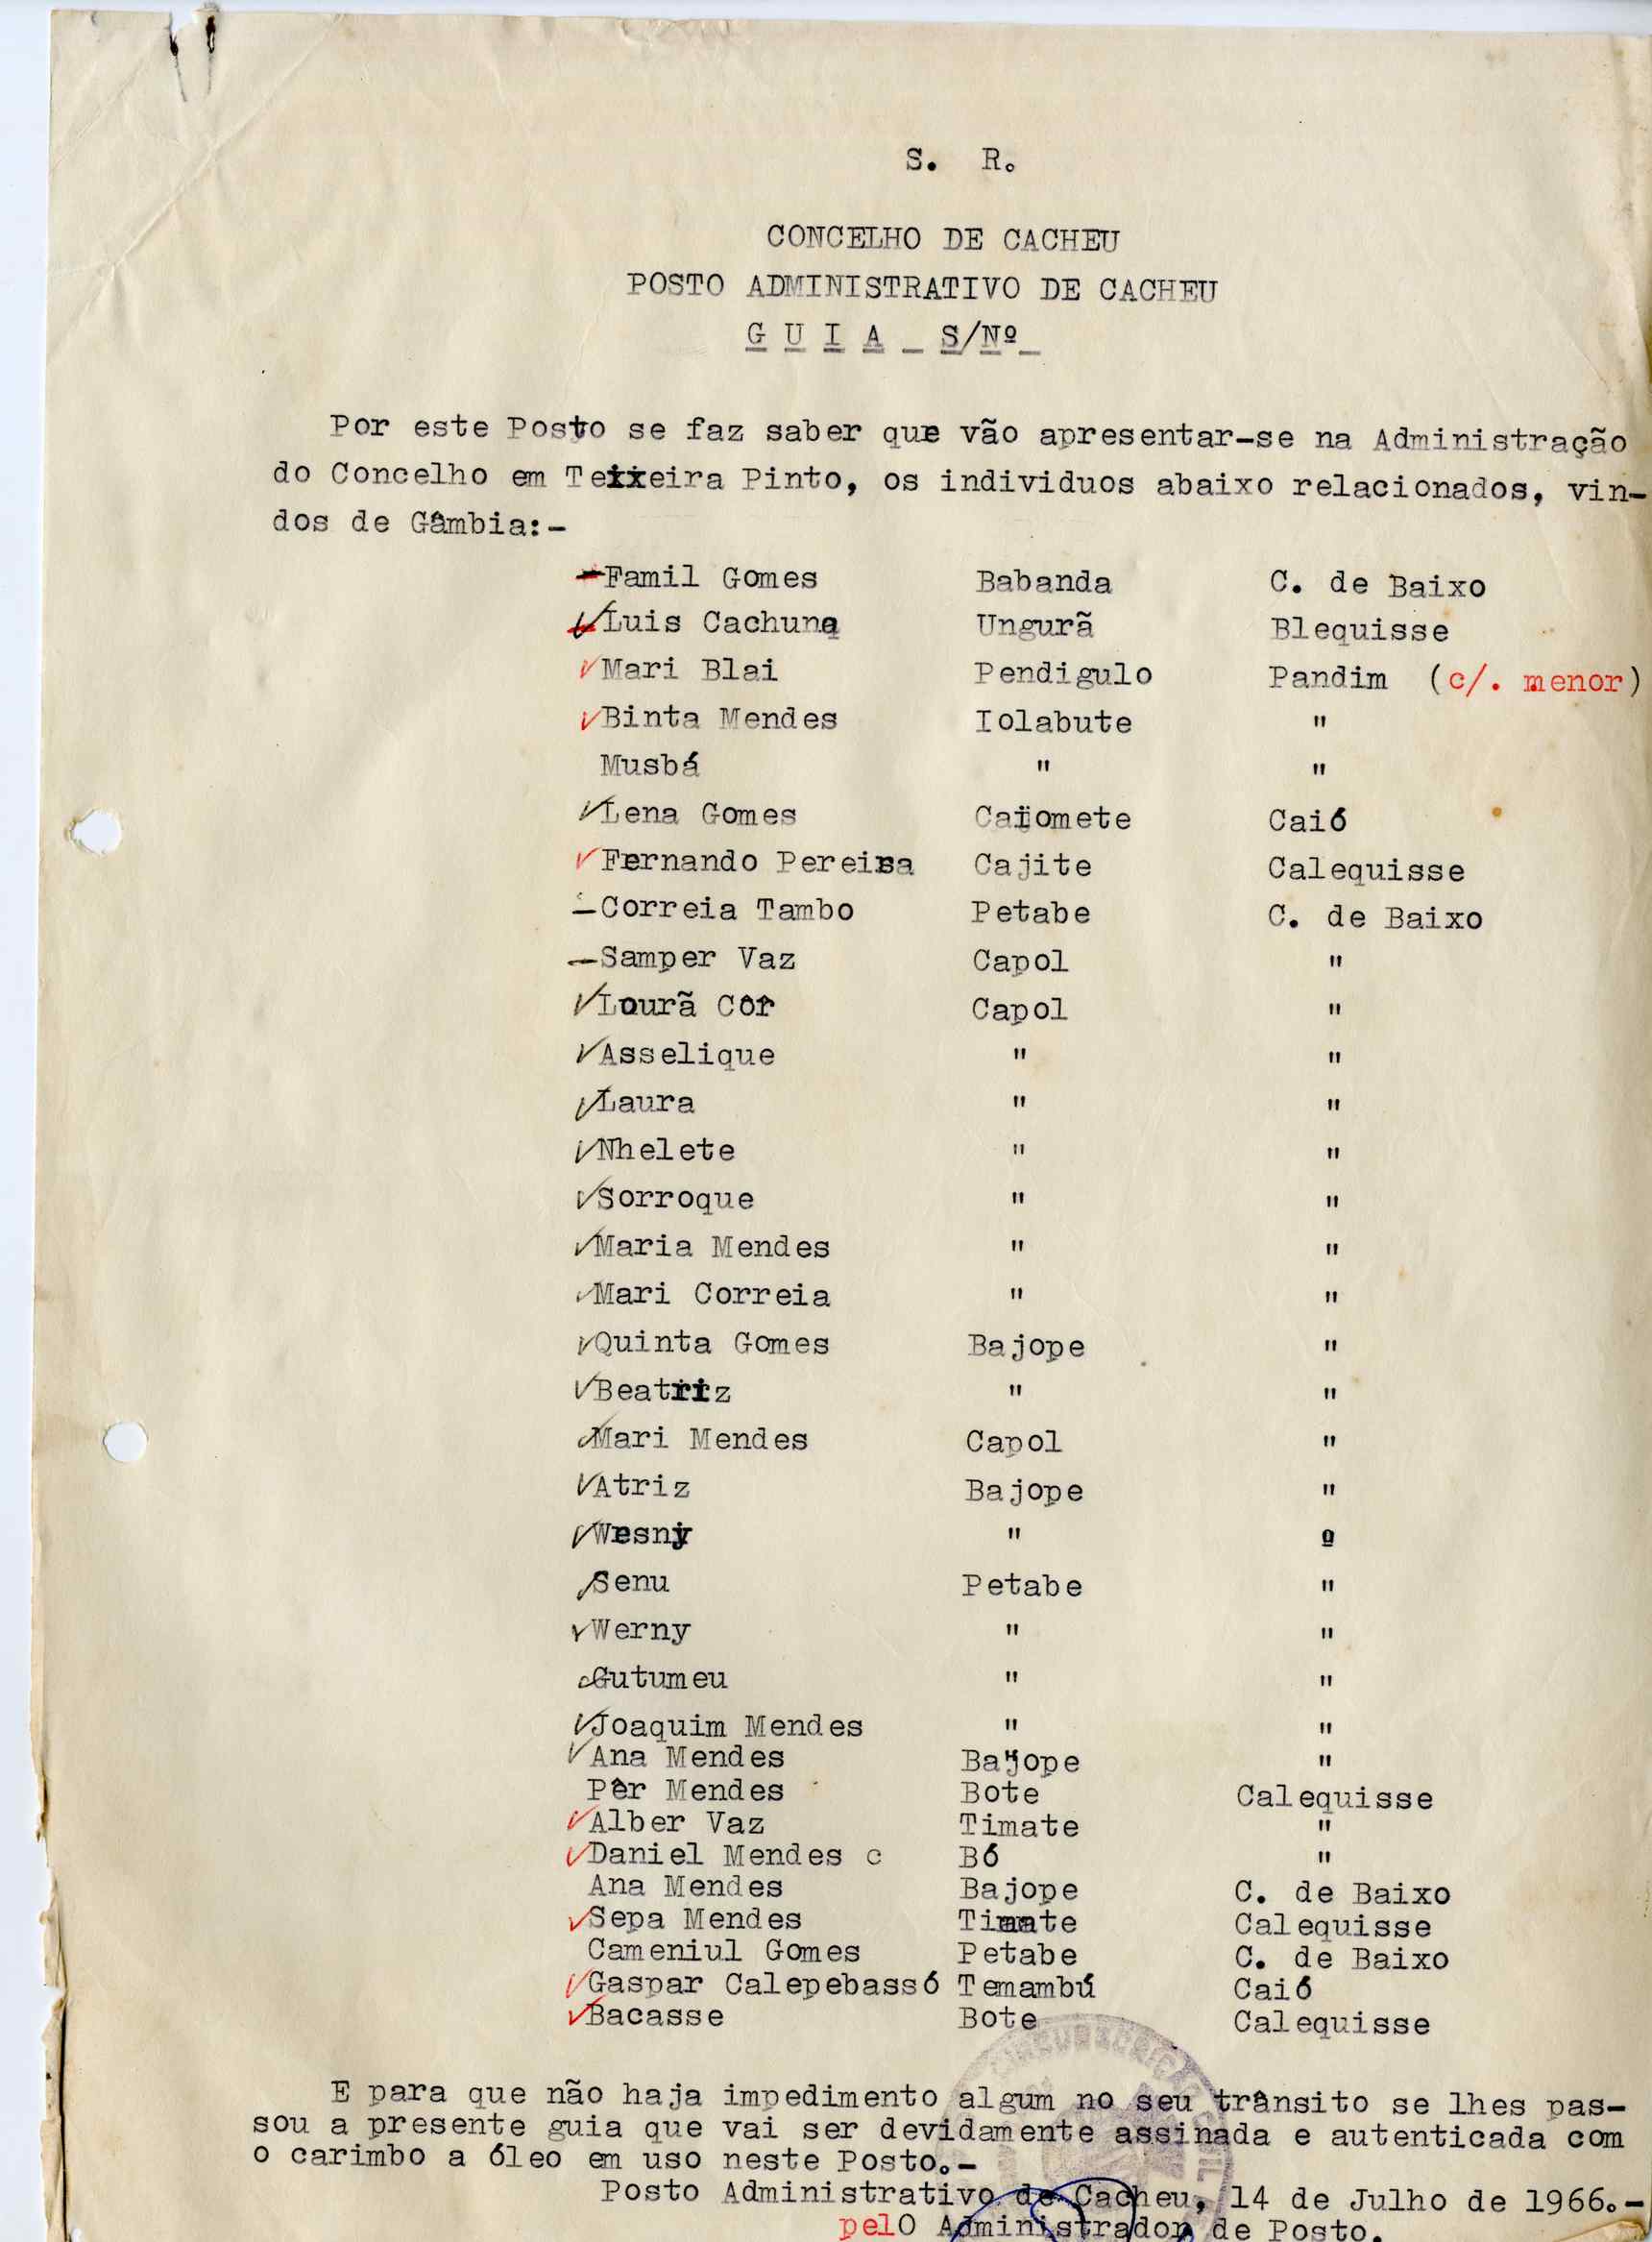 S. R.
CONCELHO DE CACHEU
POSTO ADMINISTRATIVO DE CACHEU
G U I A _ S/Nº _
Por este Posto se faz saber que vão apresentar-se na Administração
do Concelho em Teixeira Pinto, os individuos abaixo relacionados, vin-
dos de Gâmbia:-
Famil Gomes Babanda C. de Baixo
Luis Cachuna Ungurã Blequisse
Mari Blai Pendigulo Pandim (c/. menor)
Binta Mendes Iolabute "
Musbá " "
Lena Gomes Caiomete Caió
Fernando Pereira Cajite Calequisse
Correia Tambo Petabe C. de Baixo
Samper Vaz Capol "
Lourã Côr Capol "
Asselique " "
Laura " "
Nhelete " "
Sorroque " "
Maria Mendes " "
Mari Correia " "
Quinta Gomes Bajope "
Beatriz " "
Mari Mendes Capol "
Atriz Bajope "
Wesny " º
Senu Petabe "
Werny " "
Gutumeu " "
Joaquim Mendes " "
Ana Mendes Bajope "
Pêr Mendes Bote Calequisse
Alber Vaz Timate "
Daniel Mendes c Bó "
Ana Mendes Bajope C. de Baixo
Sepa Mendes Timate Calequisse
Cameniul Gomes Petabe C. de Baixo
Gaspar Calepebassó Temambú Caió
Bacasse Bote Calequisse
E para que não haja impedimento algum no seu trânsito se lhes pas-
sou a presente guia que vai ser devidamente assinada e autenticada com
o carimbo a óleo em uso neste Posto.-
Posto Administrativo de Cacheu, 14 de Julho de 1966.-
pelO Administrador de Posto.